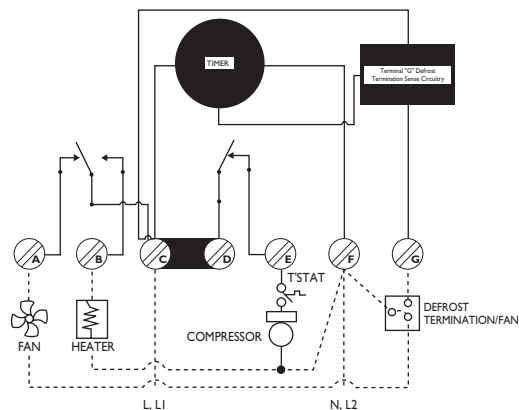 TIMER
Terminal "G" Defrost
Termination Sense Circuitry
A
B
C
D
E
F
G
T'STAT
FAN
HEATER
COMPRESSOR
DEFROST
TERMINATION/FAN
L, L1
N, L2